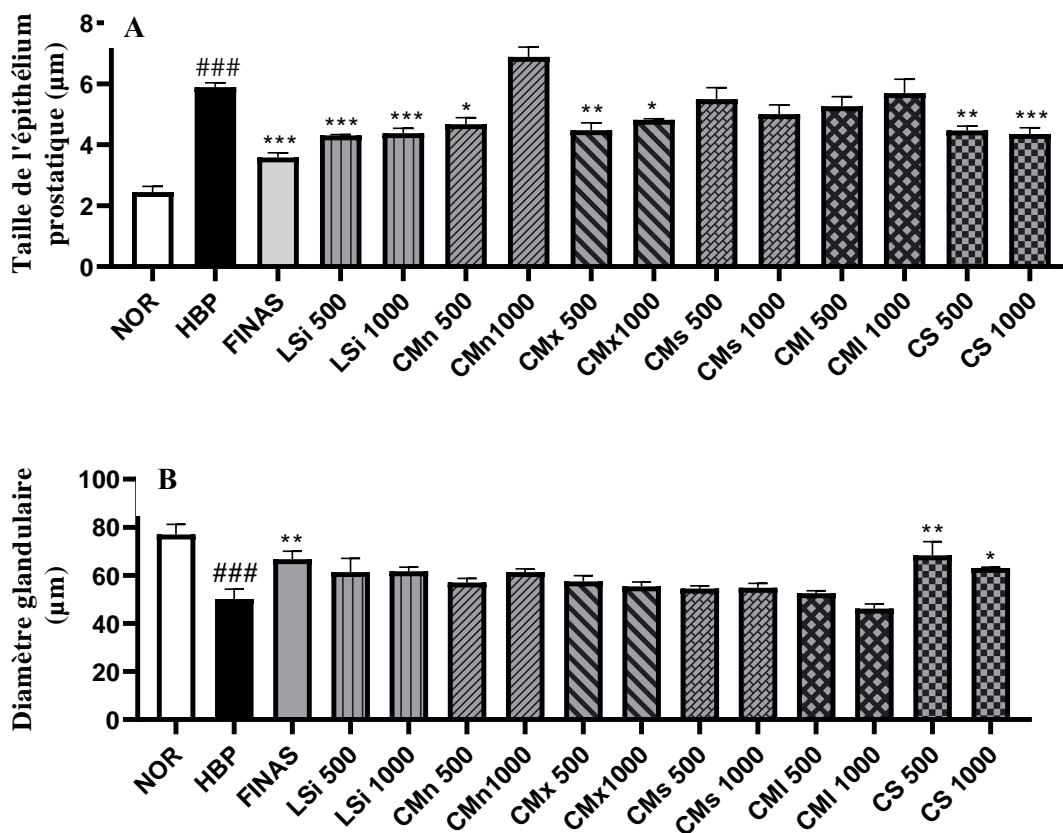 A
Taille de l'épithélium
prostatique (µm)
8
6
4
2
0
###
***
***
***
*
**
*
**
***
NOR
HBP
FINAS
LSi 500
LSi 1000
CMn 500
CMn1000
CMx 500
CMx1000
CMs 500
CMs 1000
CMl 500
CMl 1000
CS 500
CS 1000
B
Diamètre glandulaire
(µm)
100
80
60
40
20
0
###
**
**
*
NOR
HBP
FINAS
LSi 500
LSi 1000
CMn 500
CMn1000
CMx 500
CMx1000
CMs 500
CMs 1000
CMl 500
CMl 1000
CS 500
CS 1000